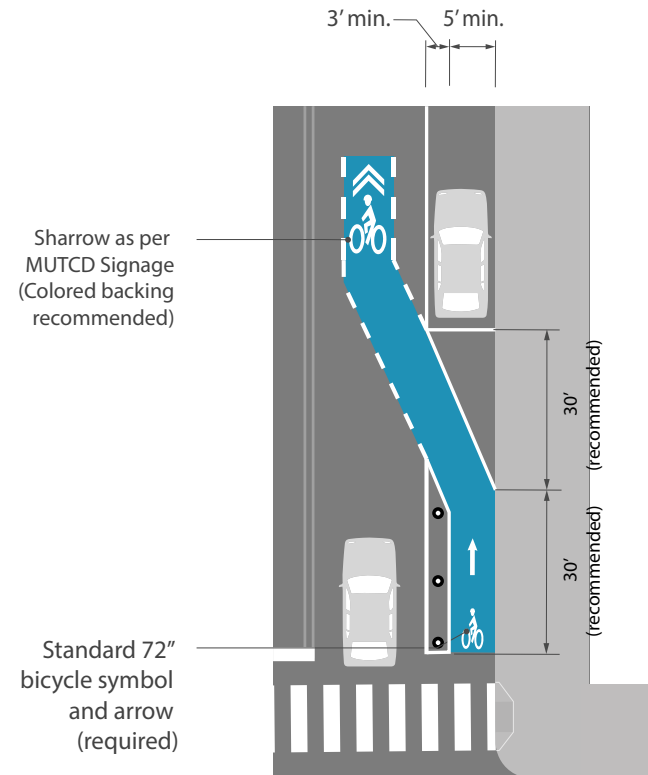 3’ min.
5’ min.
Sharrow as per
MUTCD Signage
(Colored backing
recommended)
30’
(recommended)
30’
(recommended)
Standard 72”
bicycle symbol
and arrow
(required)